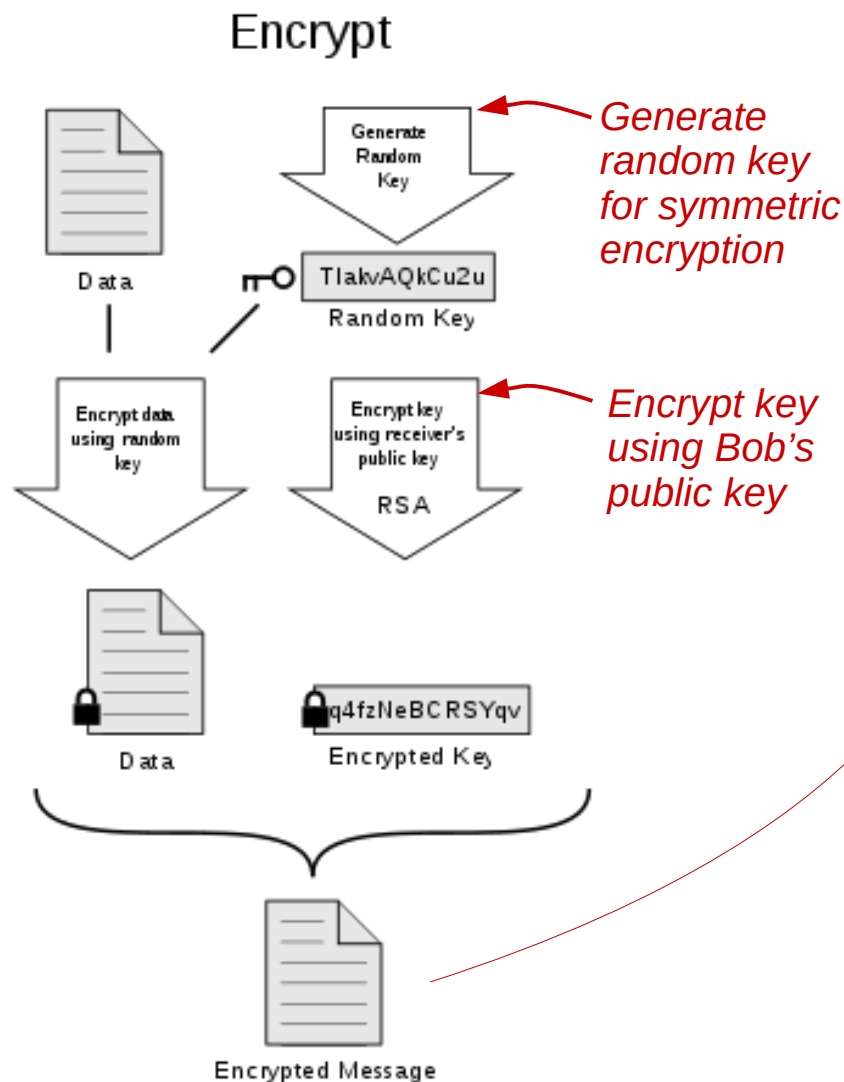 Encrypt
Generate
Random
Key
Generate
random key
for symmetric
encryption
Data
TIakvAQkCu2u
Random Key
Encrypt data
using random
key
Encrypt key
using receiver's
public key
RSA
Encrypt key
using Bob’s
public key
Data
q4fzNeBCRSYqv
Encrypted Key
Encrypted Message